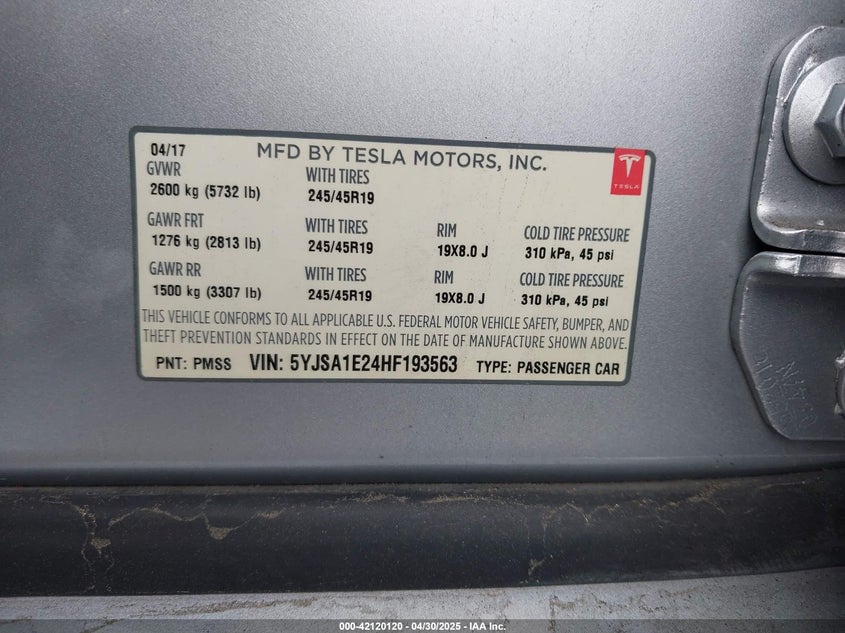 04/17 MFD BY TESLA MOTORS, INC.
TESLA
GVWR WITH TIRES
2600 kg (5732 lb) 245/45R19
GAWR FRT WITH TIRES RIM COLD TIRE PRESSURE
1276 kg (2813 lb) 245/45R19 19X8.0 J 310 kPa, 45 psi
GAWR RR WITH TIRES RIM COLD TIRE PRESSURE
1500 kg (3307 lb) 245/45R19 19X8.0 J 310 kPa, 45 psi
THIS VEHICLE CONFORMS TO ALL APPLICABLE U.S. FEDERAL MOTOR VEHICLE SAFETY, BUMPER, AND
THEFT PREVENTION STANDARDS IN EFFECT ON THE DATE OF MANUFACTURE SHOWN ABOVE.
PNT: PMSS VIN: 5YJSA1E24HF193563 TYPE: PASSENGER CAR
000-42120120 - 04/30/2025 - IAA Inc.